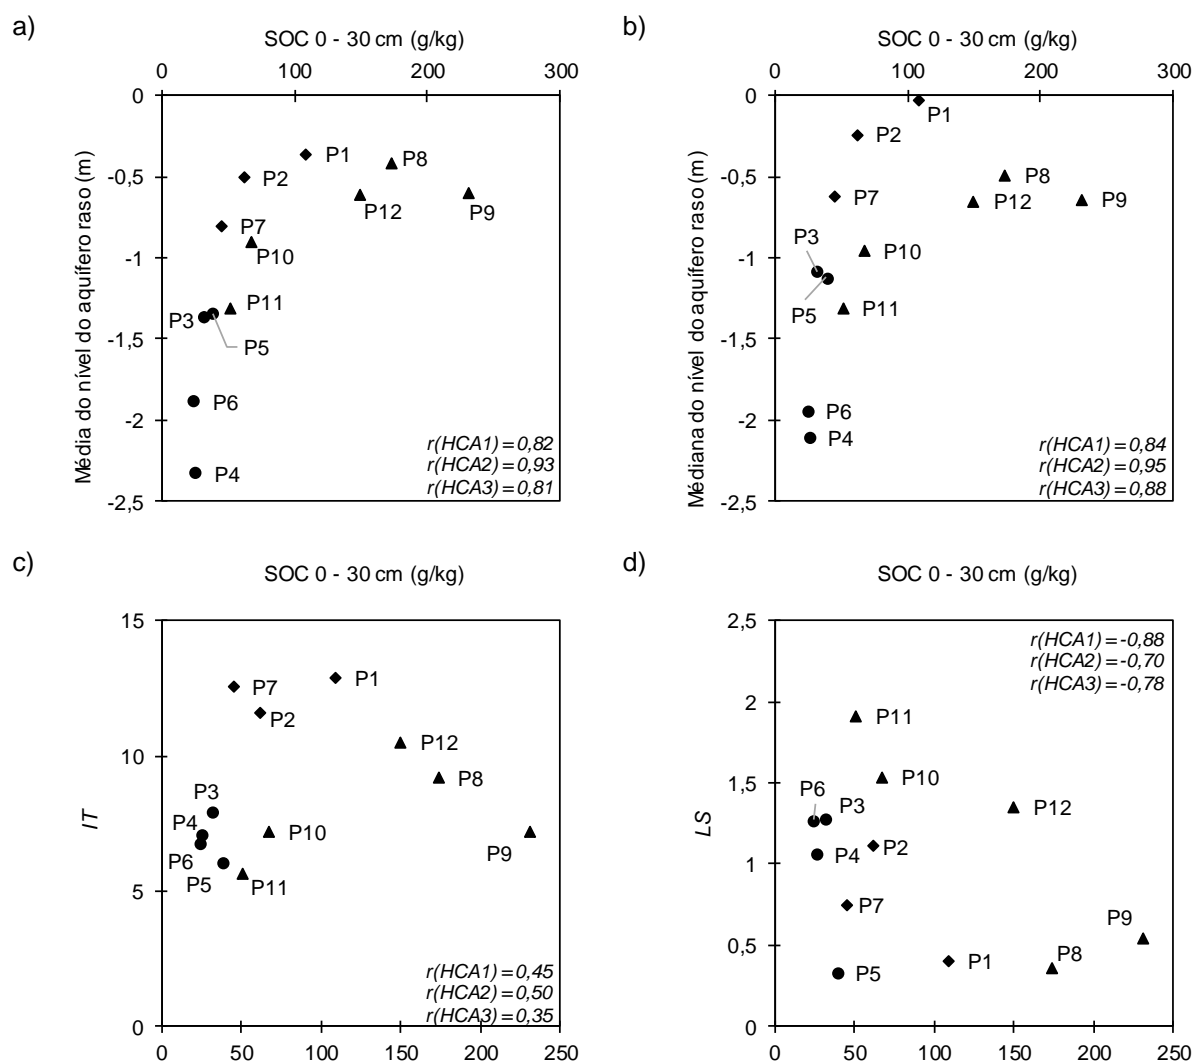 a)
SOC 0 - 30 cm (g/kg)
0 100 200 300
0
-0,5
-1
-1,5
-2
-2,5
Média do nível do aquífero raso (m)
P1
P8
P2
P12
P9
P7
P10
P11
P3
P5
P6
P4
r(HCA1) = 0,82
r(HCA2) = 0,93
r(HCA3) = 0,81
b)
SOC 0 - 30 cm (g/kg)
0 100 200 300
0
-0,5
-1
-1,5
-2
-2,5
Médiana do nível do aquífero raso (m)
P1
P2
P8
P7
P12
P9
P3
P10
P5
P11
P6
P4
r(HCA1) = 0,84
r(HCA2) = 0,95
r(HCA3) = 0,88
c)
SOC 0 - 30 cm (g/kg)
15
10
5
0
IT
P7
P1
P2
P12
P8
P3
P4
P10
P9
P6
P5
P11
r(HCA1) = 0,45
r(HCA2) = 0,50
r(HCA3) = 0,35
0 50 100 150 200 250
d)
SOC 0 - 30 cm (g/kg)
2,5
2
1,5
1
0,5
0
LS
r(HCA1) = -0,88
r(HCA2) = -0,70
r(HCA3) = -0,78
P11
P10
P6
P3
P12
P4
P2
P7
P9
P5
P1
P8
0 50 100 150 200 250